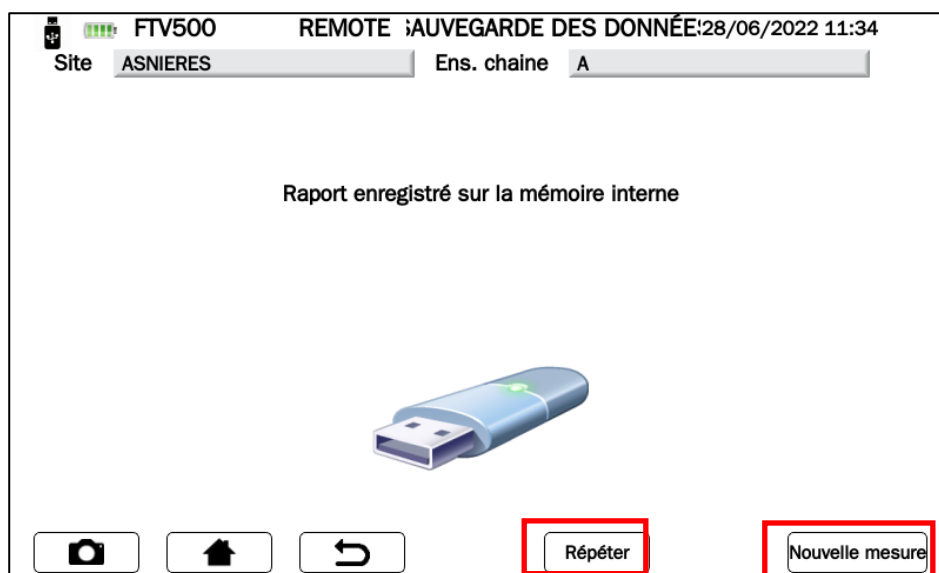 FTV500 REMOTE SAUVEGARDE DES DONNÉE 28/06/2022 11:34
Site ASNIERES Ens. chaine A
Raport enregistré sur la mémoire interne
Répéter Nouvelle mesure